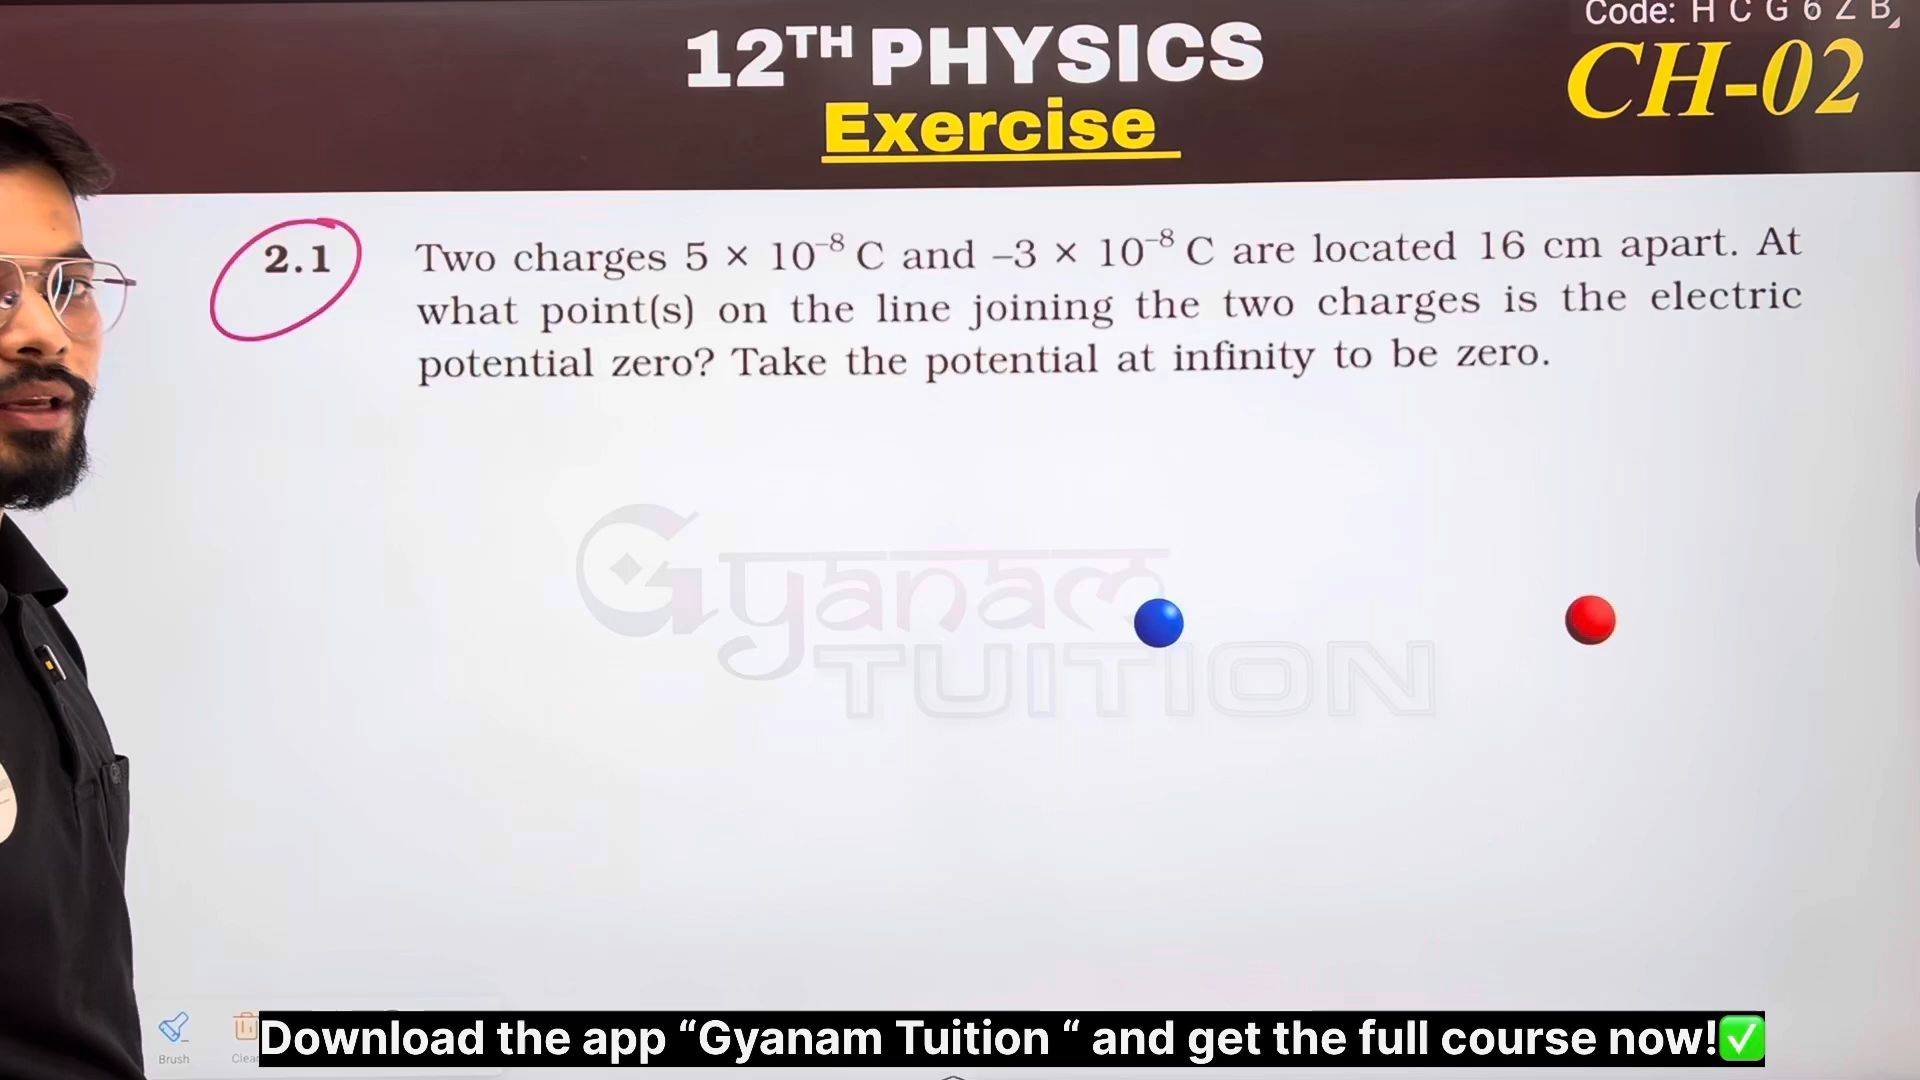 Code: H C G 6 Z B
12TH PHYSICS
CH-02
Exercise
2.1 Two charges 5 × 10⁻⁸ C and –3 × 10⁻⁸ C are located 16 cm apart. At
what point(s) on the line joining the two charges is the electric
potential zero? Take the potential at infinity to be zero.
Gyanam
TUITION
Brush
Clear
Download the app “Gyanam Tuition “ and get the full course now!✅